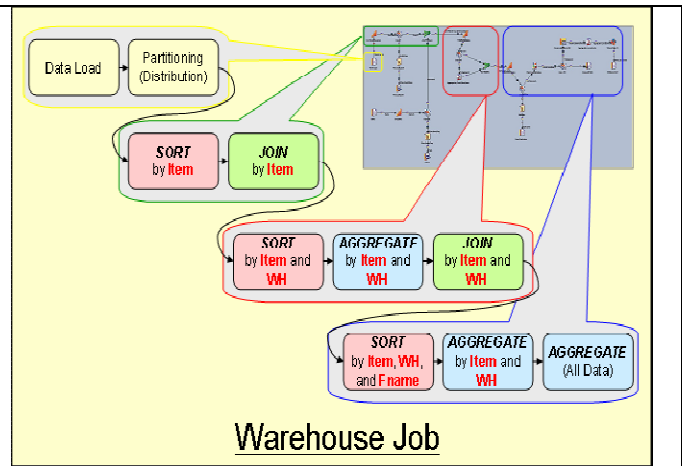 Data Load
Partitioning
(Distribution)
SORT
by Item
JOIN
by Item
SORT
by Item and
WH
AGGREGATE
by Item and
WH
JOIN
by Item and
WH
SORT
by Item, WH,
and Fname
AGGREGATE
by Item and
WH
AGGREGATE
(All Data)
Warehouse Job